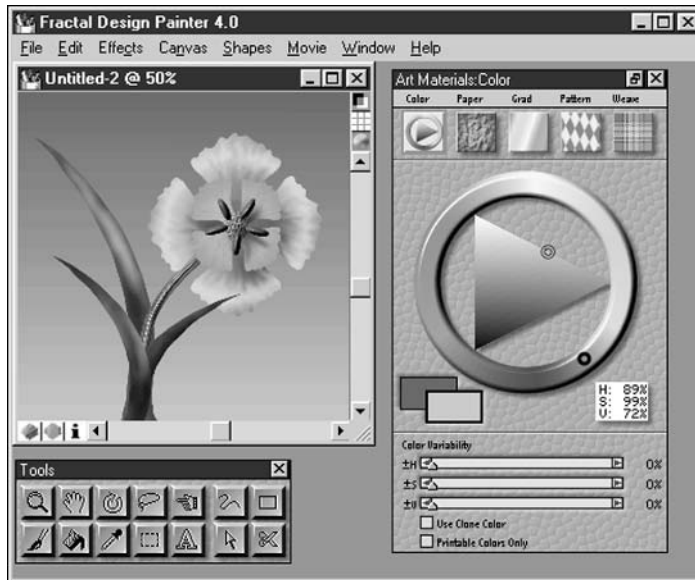 Fractal Design Painter 4.0
File Edit Effects Canvas Shapes Movie Window Help
Untitled-2 @ 50%
Art Materials:Color
Color Paper Grad Pattern Weave
H: 89%
S: 99%
V: 72%
Color Variability
±H 0%
±S 0%
±V 0%
Use Clone Color
Printable Colors Only
Tools
A